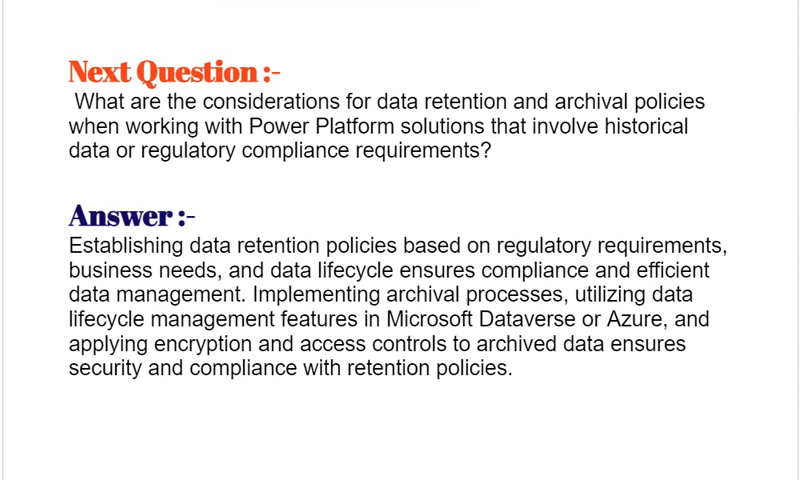 Next Question :-
What are the considerations for data retention and archival policies
when working with Power Platform solutions that involve historical
data or regulatory compliance requirements?
Answer :-
Establishing data retention policies based on regulatory requirements,
business needs, and data lifecycle ensures compliance and efficient
data management. Implementing archival processes, utilizing data
lifecycle management features in Microsoft Dataverse or Azure, and
applying encryption and access controls to archived data ensures
security and compliance with retention policies.